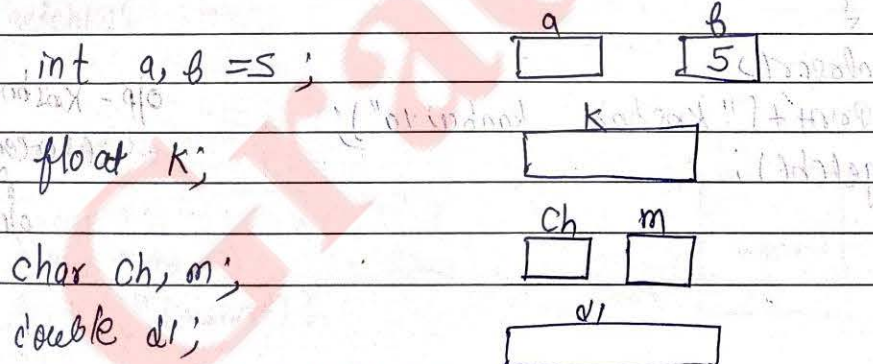 a b
int a, b = 5 ; 5
k
float k;
Ch m
char ch, m;
d1
double d1;